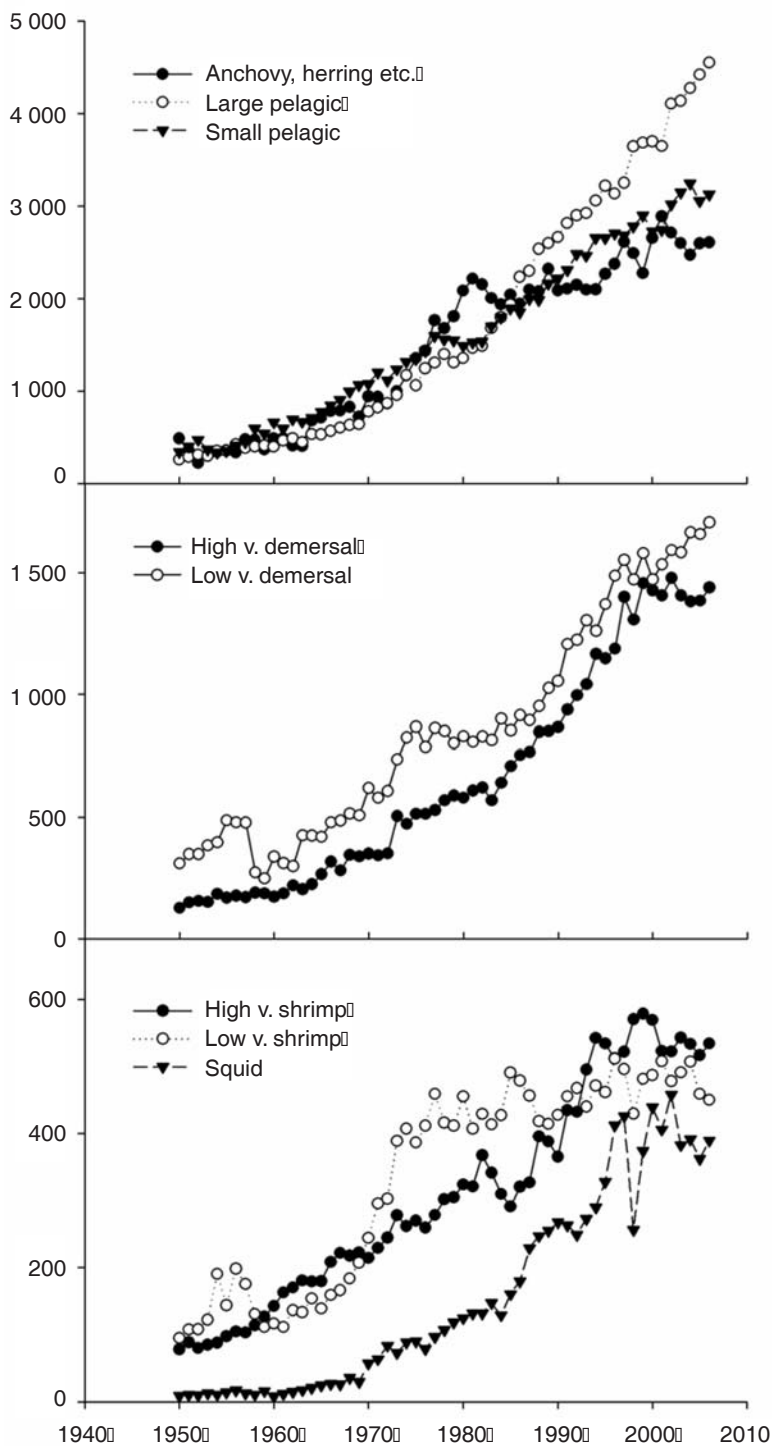 5 000
Anchovy, herring etc.
Large pelagic
4 000
Small pelagic
3 000
2 000
1 000
0
High v. demersal
Low v. demersal
1 500
1 000
500
0
600
High v. shrimp
Low v. shrimp
Squid
400
200
0
1940 1950 1960 1970 1980 1990 2000 2010